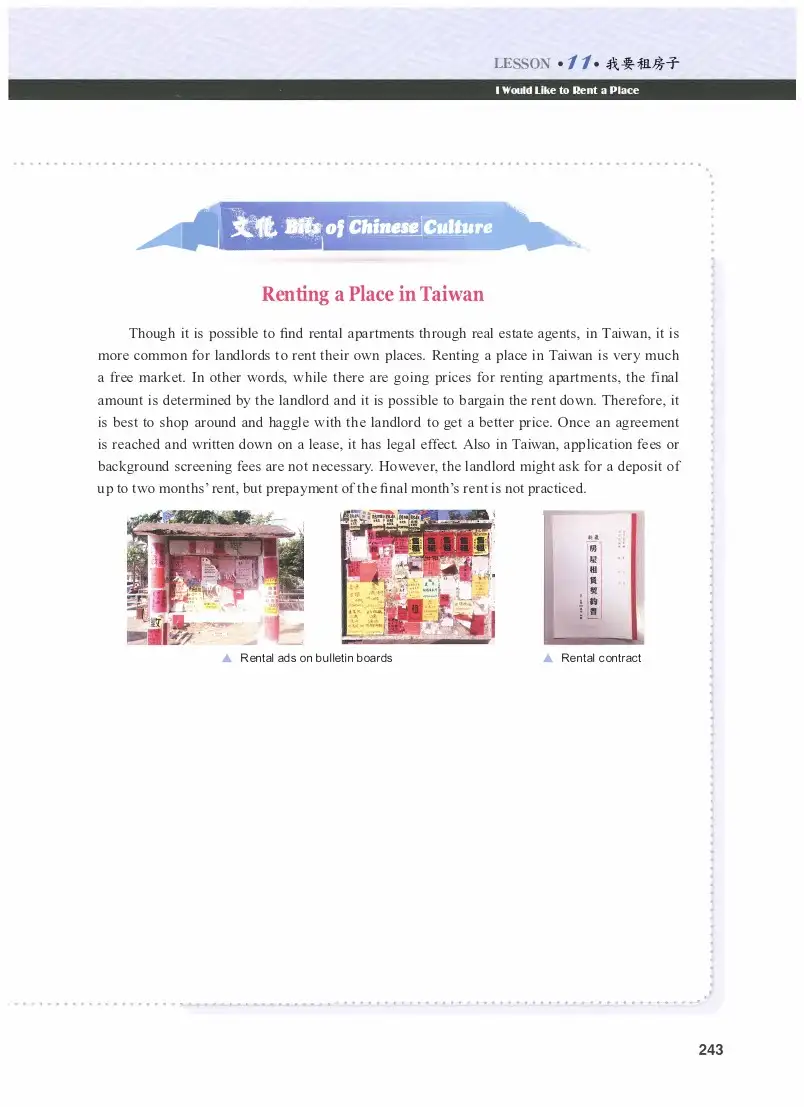 LESSON • 11 • 我要租房子
I Would Like to Rent a Place
文化 Bits of Chinese Culture
Renting a Place in Taiwan
Though it is possible to find rental apartments through real estate agents, in Taiwan, it is
more common for landlords to rent their own places. Renting a place in Taiwan is very much
a free market. In other words, while there are going prices for renting apartments, the final
amount is determined by the landlord and it is possible to bargain the rent down. Therefore, it
is best to shop around and haggle with the landlord to get a better price. Once an agreement
is reached and written down on a lease, it has legal effect. Also in Taiwan, application fees or
background screening fees are not necessary. However, the landlord might ask for a deposit of
up to two months' rent, but prepayment of the final month's rent is not practiced.
房屋租賃契約書
▲ Rental ads on bulletin boards
▲ Rental contract
243